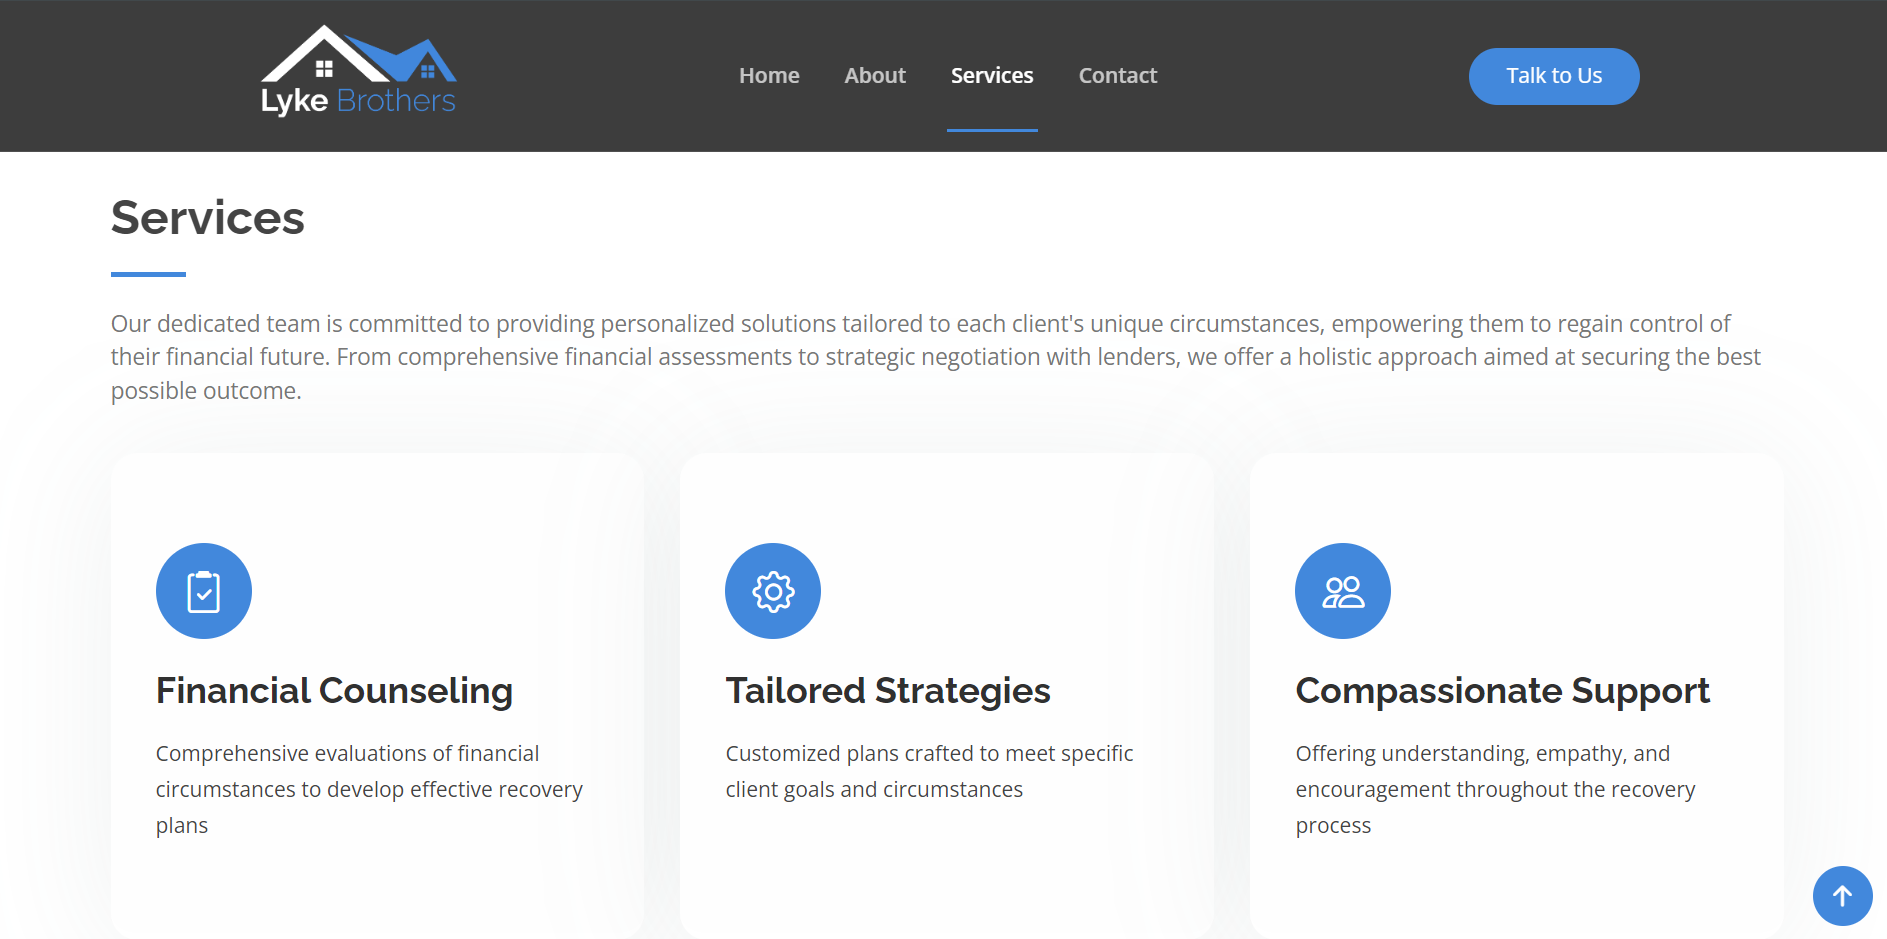 Lyke Brothers
Home
About
Services
Contact
Talk to Us
Services
Our dedicated team is committed to providing personalized solutions tailored to each client's unique circumstances, empowering them to regain control of
their financial future. From comprehensive financial assessments to strategic negotiation with lenders, we offer a holistic approach aimed at securing the best
possible outcome.
Financial Counseling
Comprehensive evaluations of financial
circumstances to develop effective recovery
plans
Tailored Strategies
Customized plans crafted to meet specific
client goals and circumstances
Compassionate Support
Offering understanding, empathy, and
encouragement throughout the recovery
process